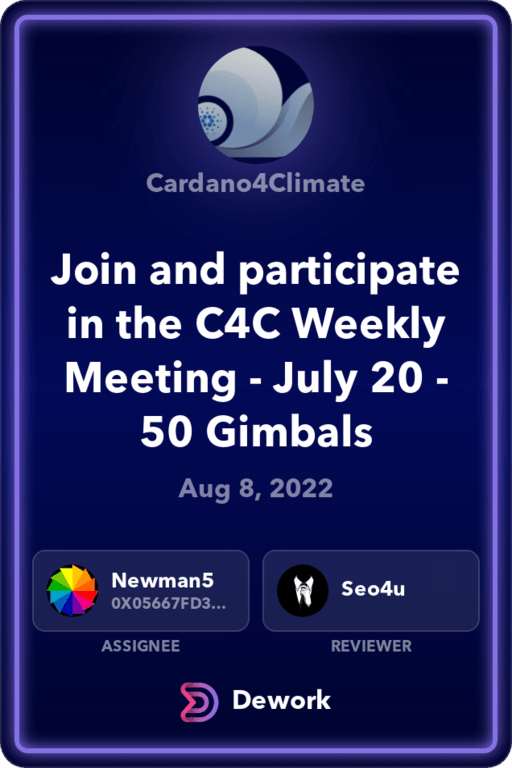 Cardano4Climate
Join and participate
in the C4C Weekly
Meeting - July 20 -
50 Gimbals
Aug 8, 2022
Newman5
0X05667FD3...
Seo4u
ASSIGNEE
REVIEWER
Dework